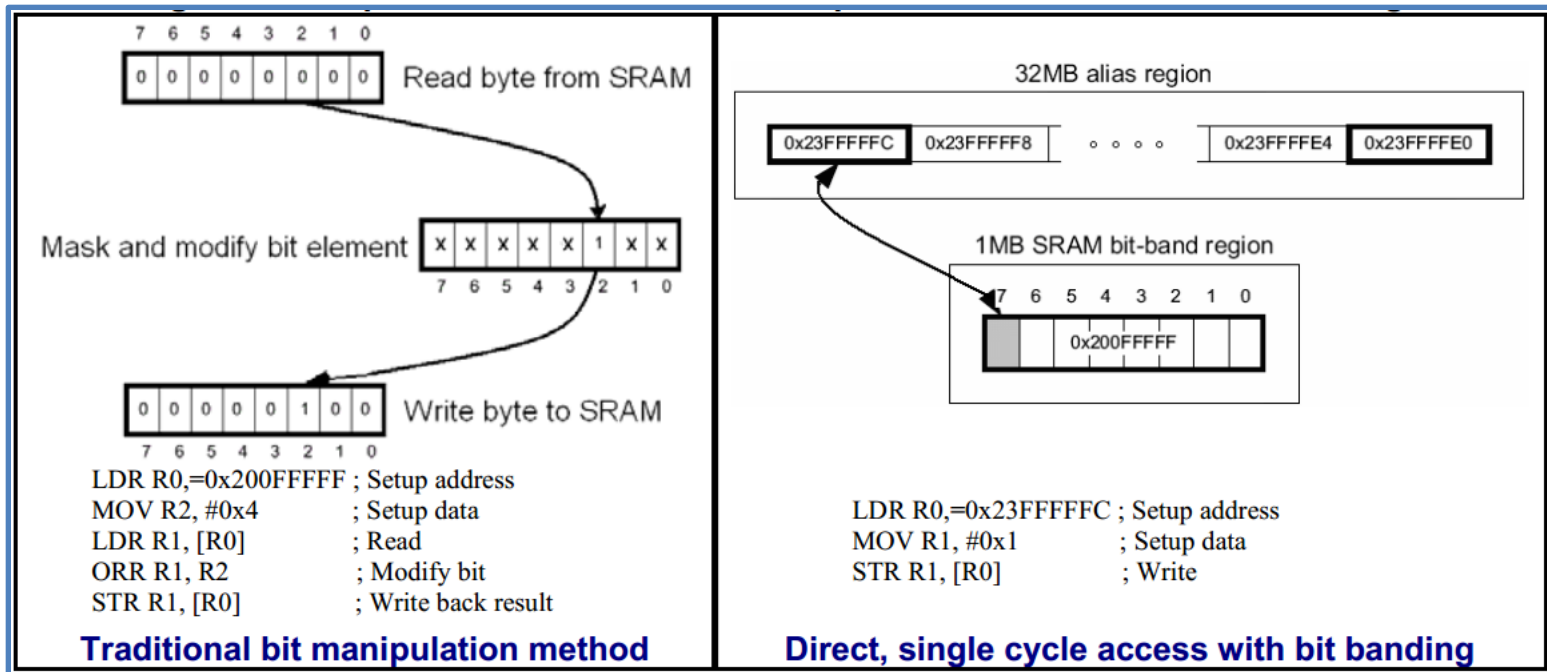 7 6 5 4 3 2 1 0
0 0 0 0 0 0 0 0 Read byte from SRAM
Mask and modify bit element x x x x x 1 x x
7 6 5 4 3 2 1 0
0 0 0 0 0 1 0 0 Write byte to SRAM
7 6 5 4 3 2 1 0
LDR R0,=0x200FFFFF ; Setup address
MOV R2, #0x4 ; Setup data
LDR R1, [R0] ; Read
ORR R1, R2 ; Modify bit
STR R1, [R0] ; Write back result
Traditional bit manipulation method
32MB alias region
0x23FFFFFC 0x23FFFFF8 0x23FFFFE4 0x23FFFFE0
1MB SRAM bit-band region
7 6 5 4 3 2 1 0
0x200FFFFF
LDR R0,=0x23FFFFFC ; Setup address
MOV R1, #0x1 ; Setup data
STR R1, [R0] ; Write
Direct, single cycle access with bit banding